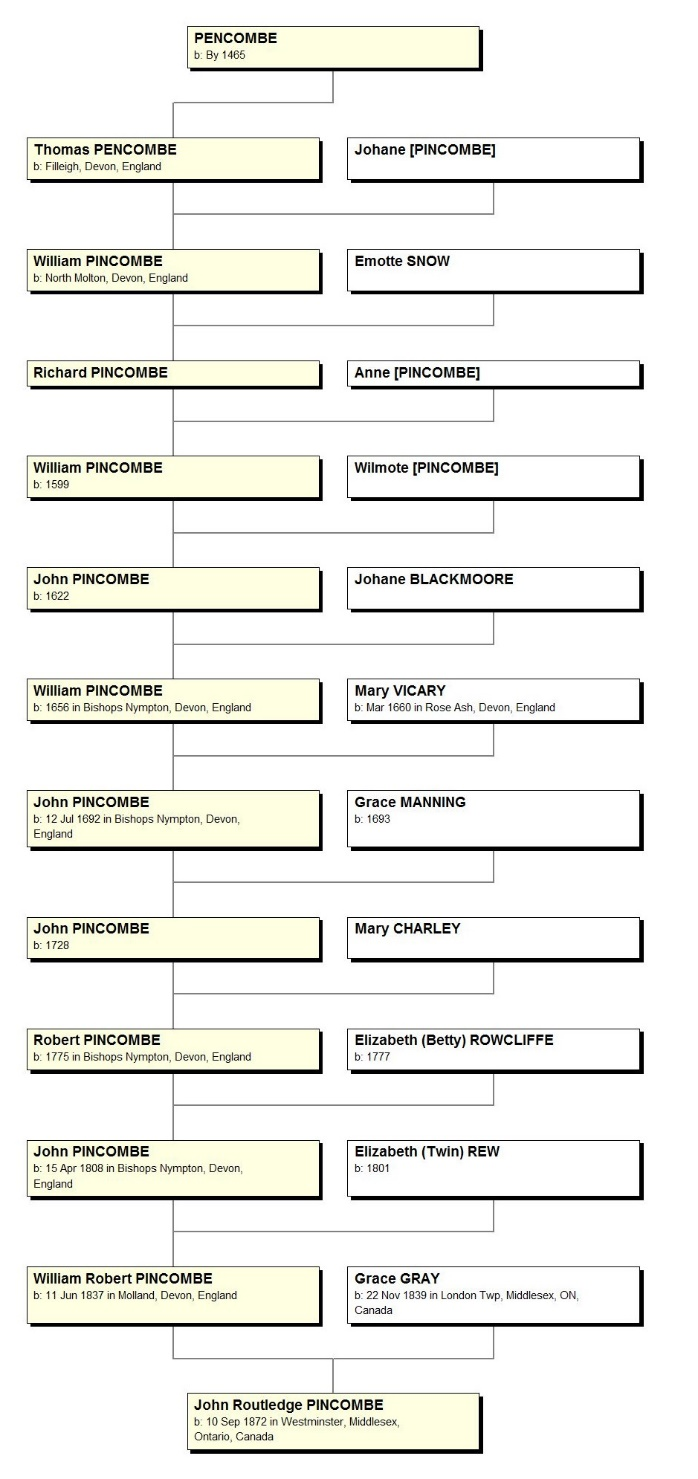 PENCOMBE
b: By 1465
Thomas PENCOMBE
b: Filleigh, Devon, England
Johane [PINCOMBE]
William PINCOMBE
b: North Molton, Devon, England
Emotte SNOW
Richard PINCOMBE
Anne [PINCOMBE]
William PINCOMBE
b: 1599
Wilmote [PINCOMBE]
John PINCOMBE
b: 1622
Johane BLACKMOORE
William PINCOMBE
b: 1656 in Bishops Nympton, Devon, England
Mary VICARY
b: Mar 1660 in Rose Ash, Devon, England
John PINCOMBE
b: 12 Jul 1692 in Bishops Nympton, Devon,
England
Grace MANNING
b: 1693
John PINCOMBE
b: 1728
Mary CHARLEY
Robert PINCOMBE
b: 1775 in Bishops Nympton, Devon, England
Elizabeth (Betty) ROWCLIFFE
b: 1777
John PINCOMBE
b: 15 Apr 1808 in Bishops Nympton, Devon,
England
Elizabeth (Twin) REW
b: 1801
William Robert PINCOMBE
b: 11 Jun 1837 in Molland, Devon, England
Grace GRAY
b: 22 Nov 1839 in London Twp, Middlesex, ON,
Canada
John Routledge PINCOMBE
b: 10 Sep 1872 in Westminster, Middlesex,
Ontario, Canada